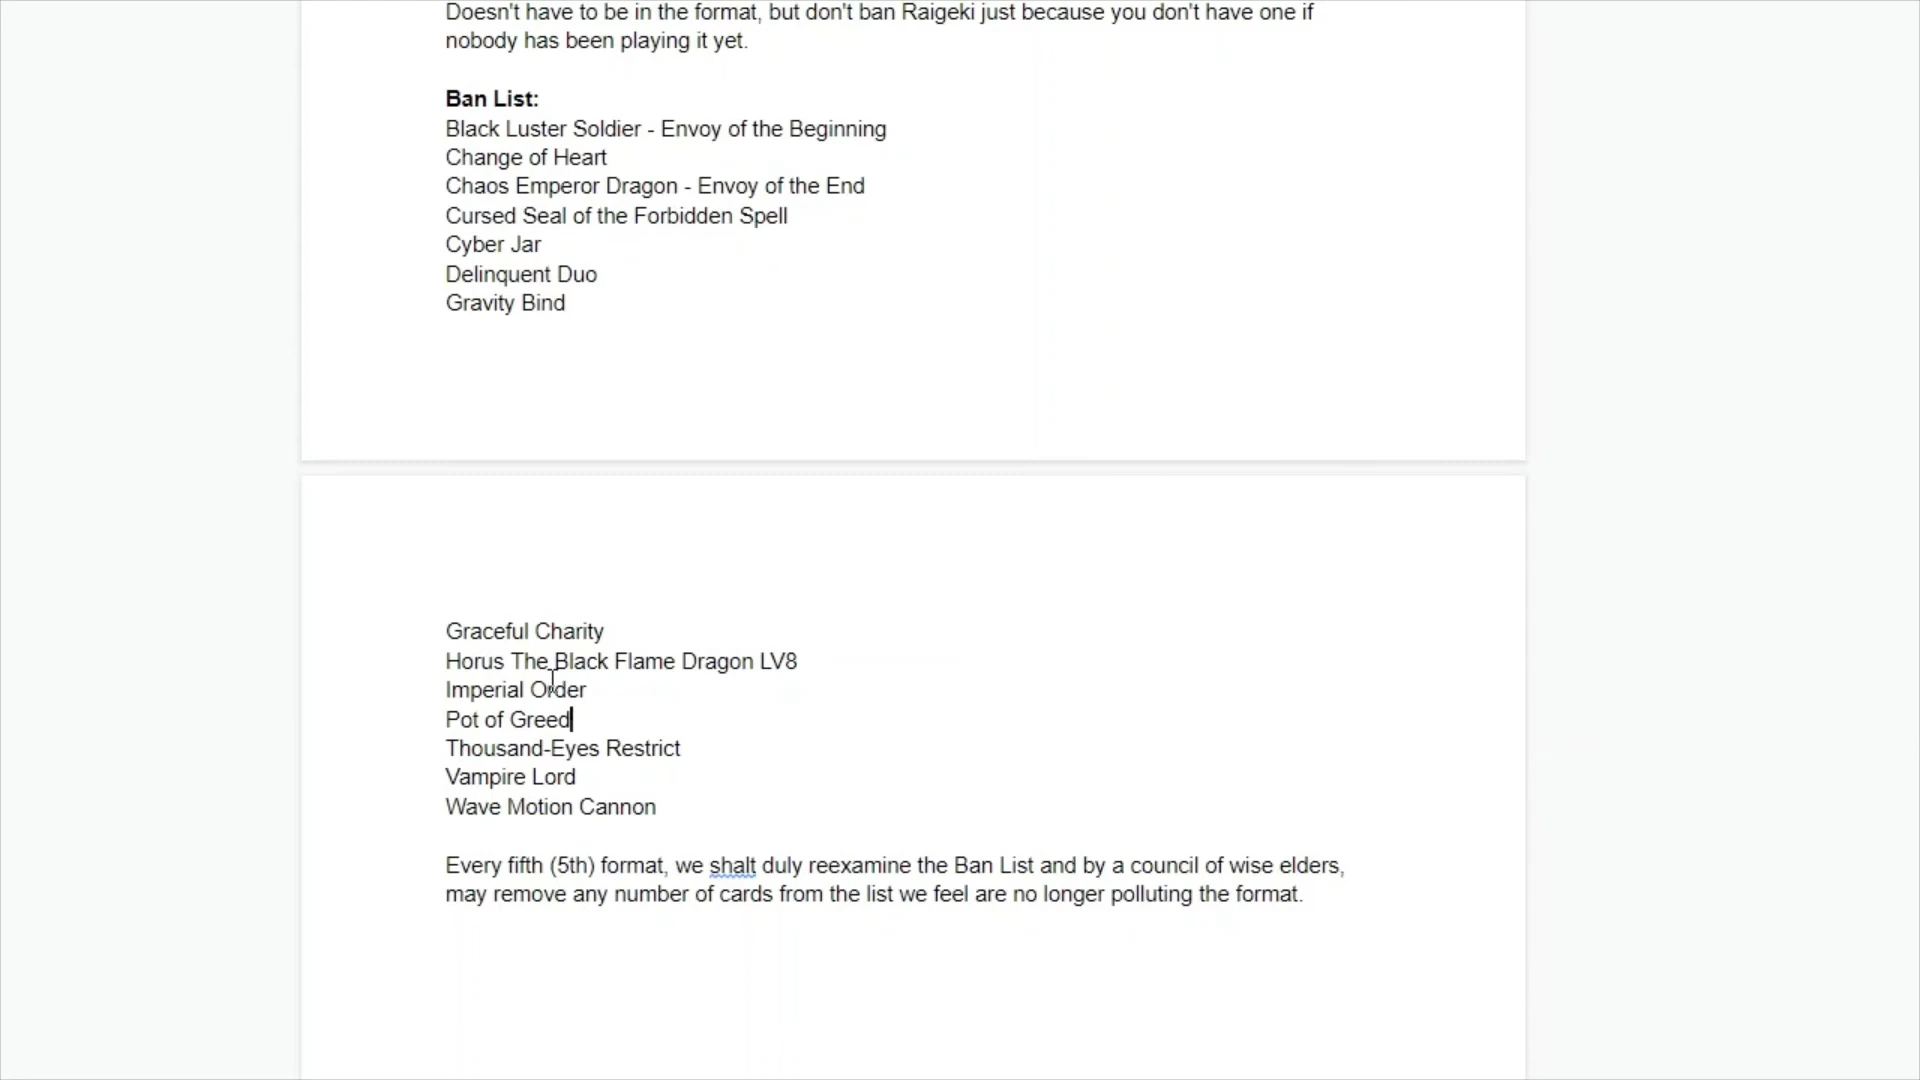 Doesn't have to be in the format, but don't ban Raigeki just because you don't have one if
nobody has been playing it yet.
Ban List:
Black Luster Soldier - Envoy of the Beginning
Change of Heart
Chaos Emperor Dragon - Envoy of the End
Cursed Seal of the Forbidden Spell
Cyber Jar
Delinquent Duo
Gravity Bind
Graceful Charity
Horus The Black Flame Dragon LV8
Imperial Order
Pot of Greed
Thousand-Eyes Restrict
Vampire Lord
Wave Motion Cannon
Every fifth (5th) format, we shalt duly reexamine the Ban List and by a council of wise elders,
may remove any number of cards from the list we feel are no longer polluting the format.